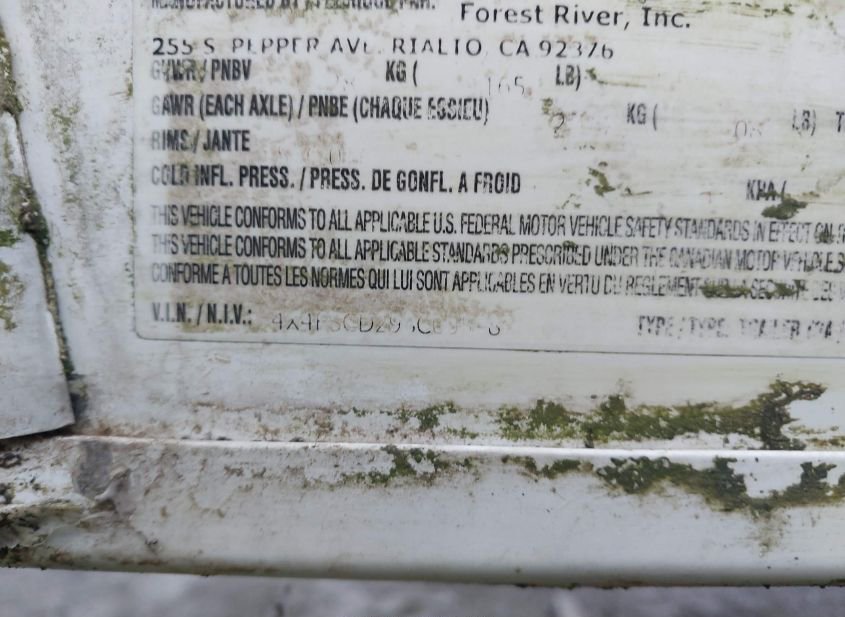 MANUFACTURED BY /
Forest River, Inc.
255 S. PEPPER AVE. RIALTO, CA 92376
GVWR / PNBV KG ( LB)
GAWR (EACH AXLE) / PNBE (CHAQUE ESSIEU) KG ( LB)
RIMS / JANTE
COLD INFL. PRESS. / PRESS. DE GONFL. A FROID KPA (
THIS VEHICLE CONFORMS TO ALL APPLICABLE U.S. FEDERAL MOTOR VEHICLE SAFETY STANDARDS IN EFFECT ON
THIS VEHICLE CONFORMS TO ALL APPLICABLE STANDARDS PRESCRIBED UNDER THE CANADIAN MOTOR VEHICLE
CONFORME A TOUTES LES NORMES QUI LUI SONT APPLICABLES EN VERTU DU REGLEMENT
V.I.N. / N.I.V.: TYPE / TYPE: